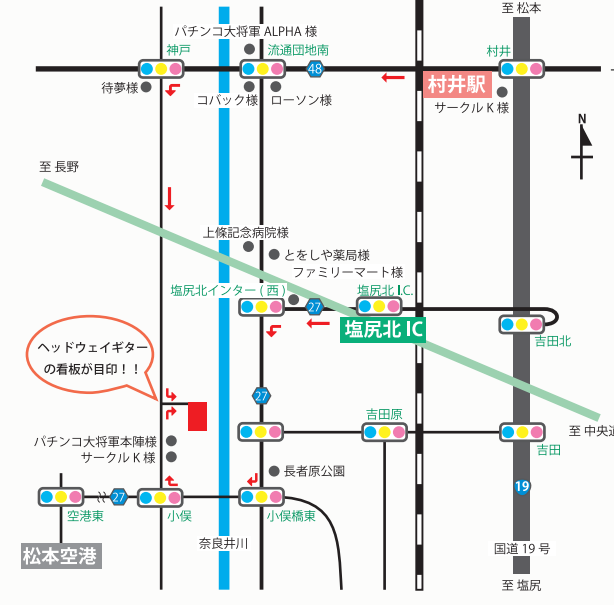 至 松本
パチンコ大将軍 ALPHA 様
神戸
流通団地南
村井
48
村井駅
待夢様
コバック様
ローソン様
サークル K 様
N
至 長野
上條記念病院様
とをしや薬局様
ファミリーマート様
塩尻北インター ( 西 )
塩尻北 I.C.
27
塩尻北 IC
吉田北
ヘッドウェイギター
の看板が目印!!
27
吉田原
至 中央道
吉田
パチンコ大将軍本陣様
サークル K 様
長者原公園
19
27
空港東
小俣
小俣橋東
松本空港
奈良井川
国道 19 号
至 塩尻